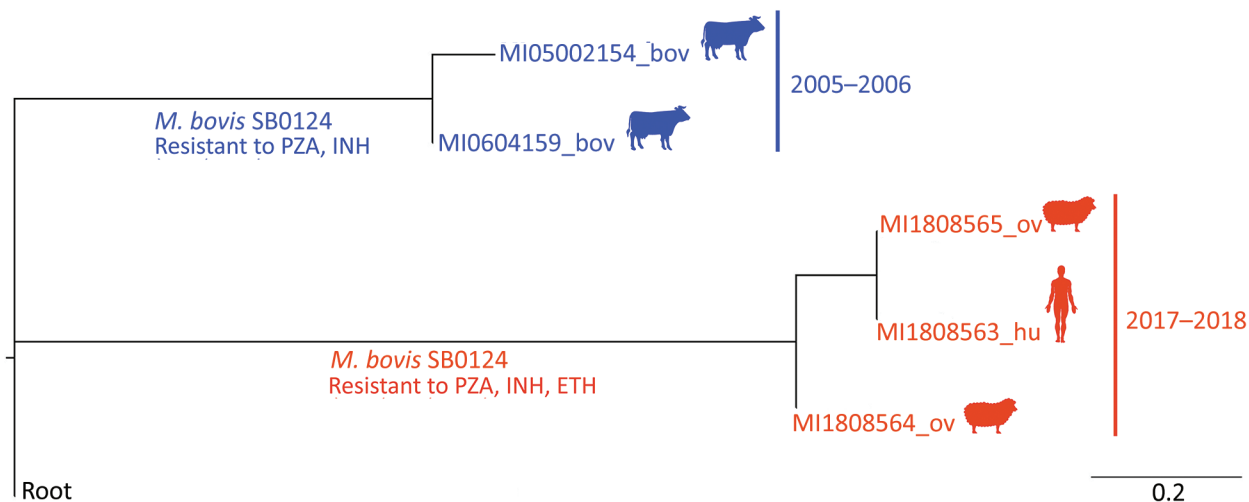 MI05002154_bov
2005–2006
M. bovis SB0124
Resistant to PZA, INH
MI0604159_bov
MI1808565_ov
MI1808563_hu
2017–2018
M. bovis SB0124
Resistant to PZA, INH, ETH
MI1808564_ov
Root
0.2